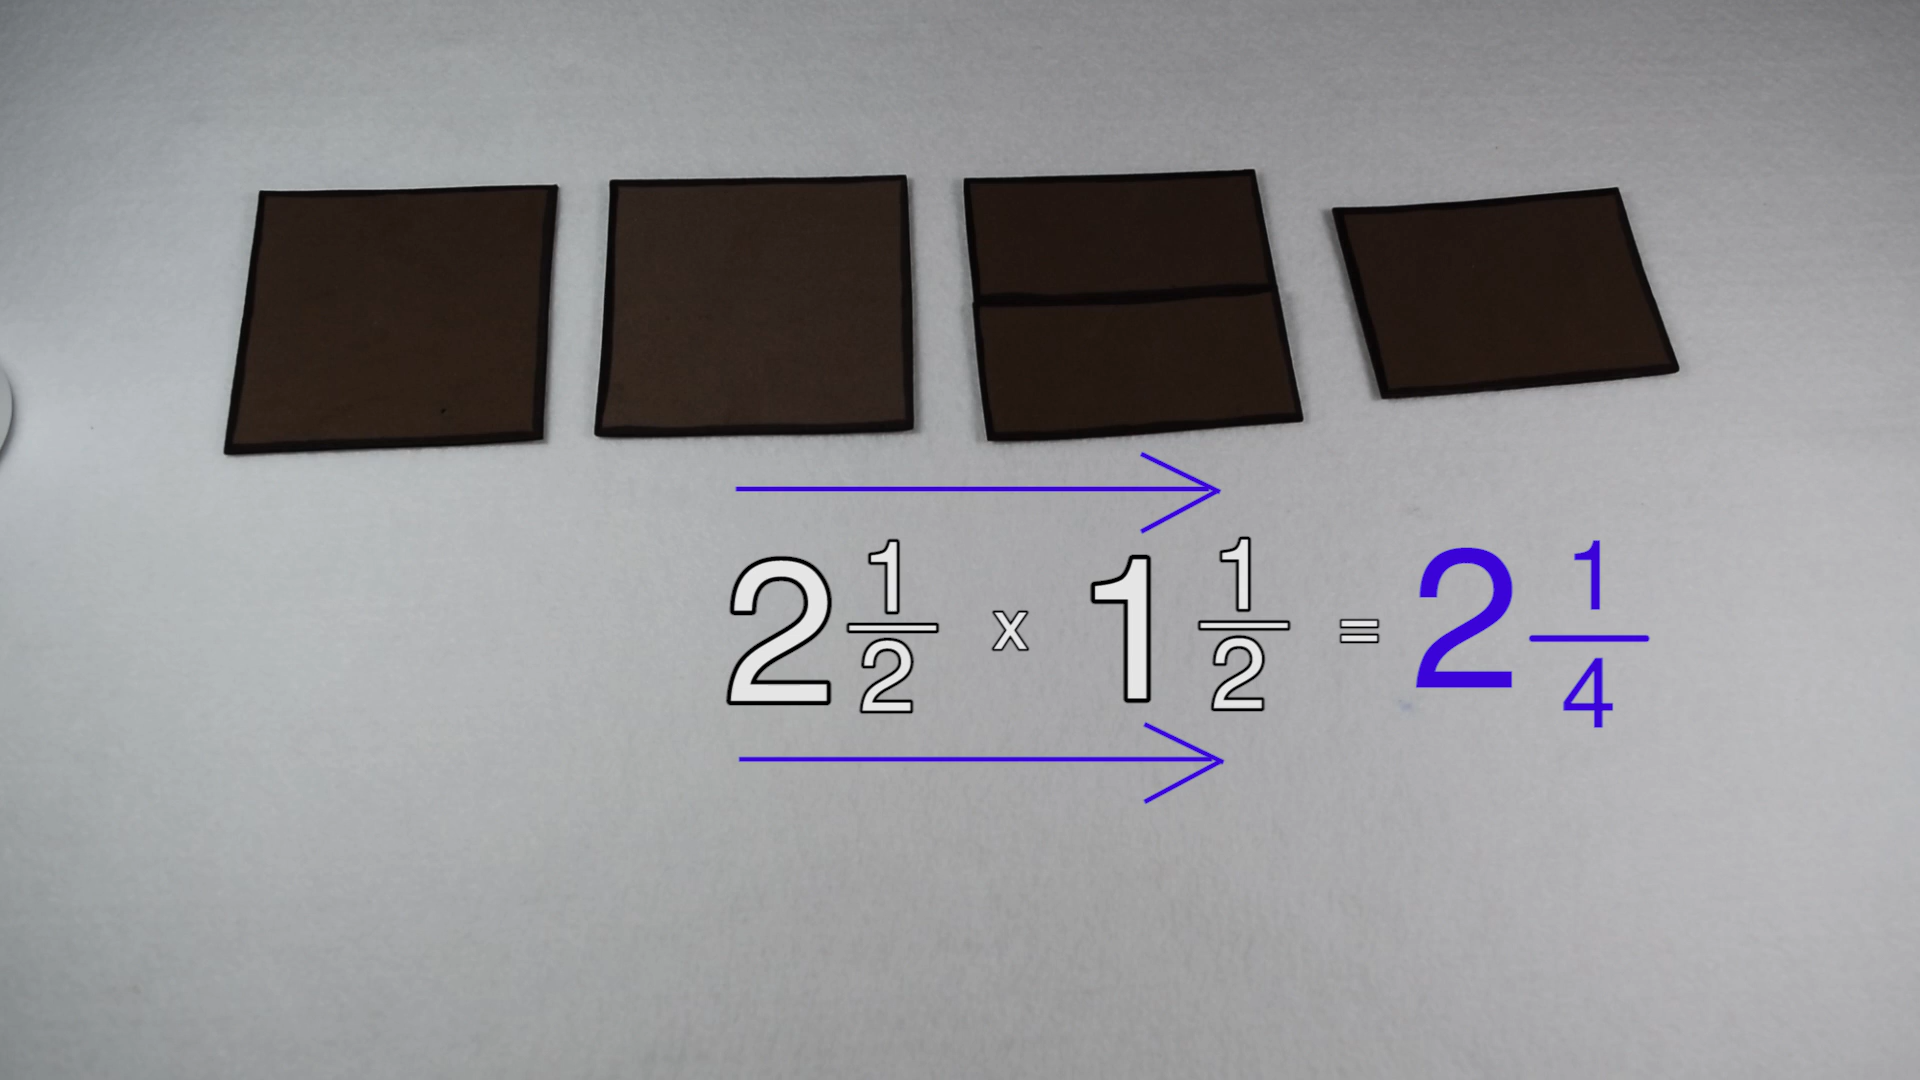 2 1/2 x 1 1/2 = 2 1/4